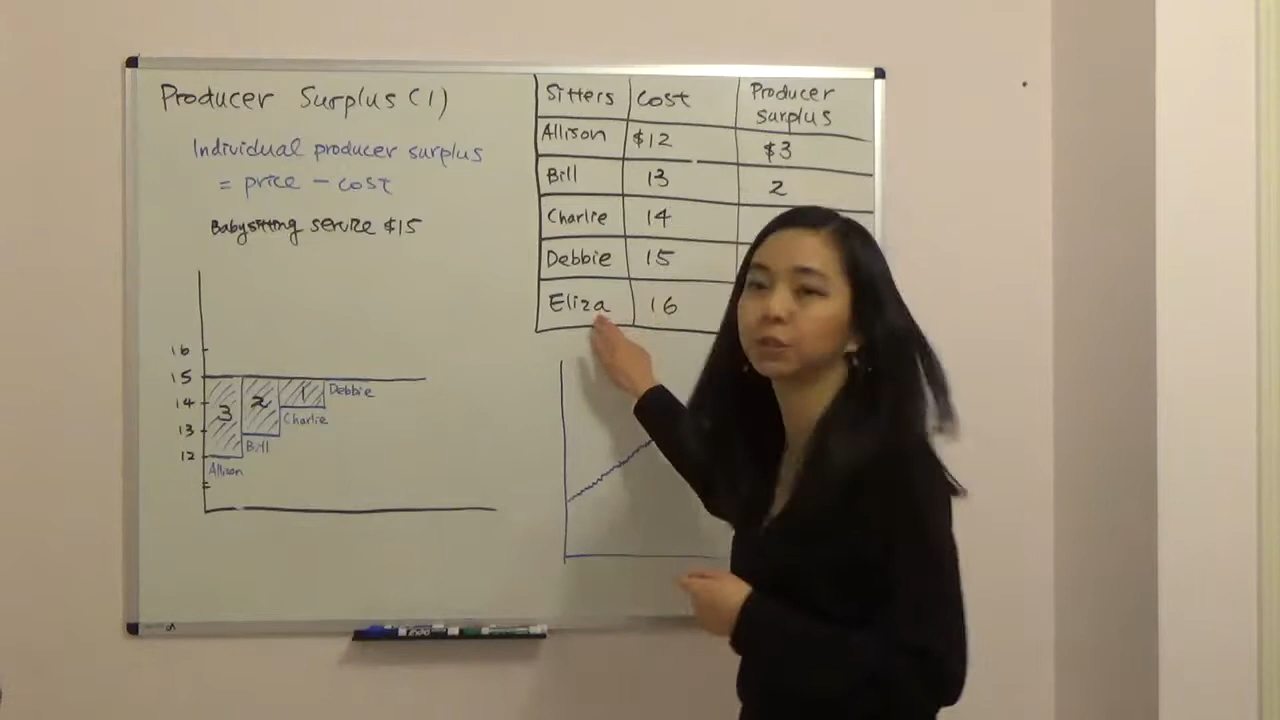 Producer Surplus (1)
Individual producer surplus
= price - cost
Babysitting service $15
Sitters Cost Producer surplus
Allison $12 $3
Bill 13 2
Charlie 14
Debbie 15
Eliza 16
16
15
14
13
12
3
2
1
Debbie
Charlie
Bill
Allison
EXPO